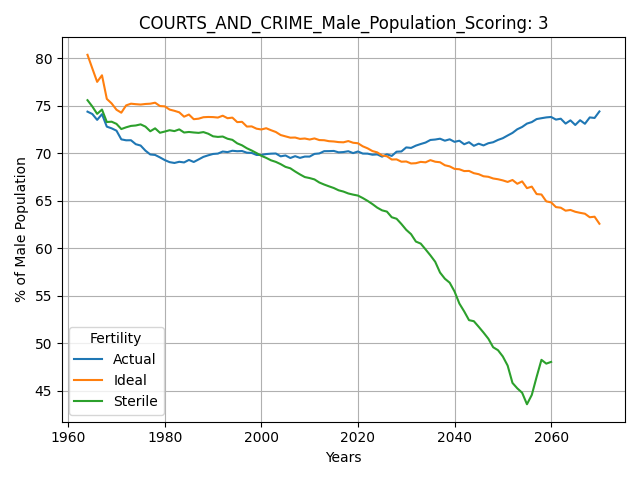 COURTS_AND_CRIME_Male_Population_Scoring: 3
% of Male Population
80
75
70
65
60
55
50
45
Fertility
Actual
Ideal
Sterile
1960 1980 2000 2020 2040 2060
Years